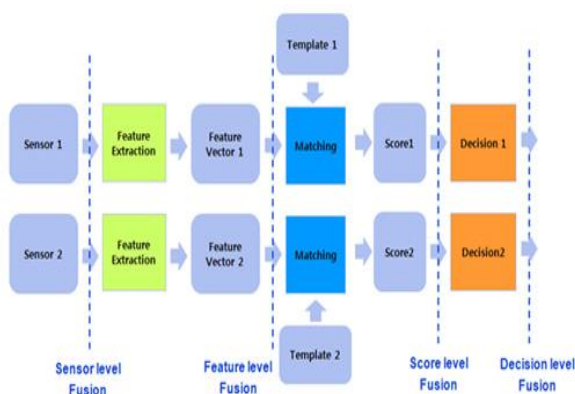 Template 1
Sensor 1
Feature
Extraction
Feature
Vector 1
Matching
Score1
Decision 1
Sensor 2
Feature
Extraction
Feature
Vector 2
Matching
Score2
Decision2
Template 2
Sensor level
Fusion
Feature level
Fusion
Score level
Fusion
Decision level
Fusion